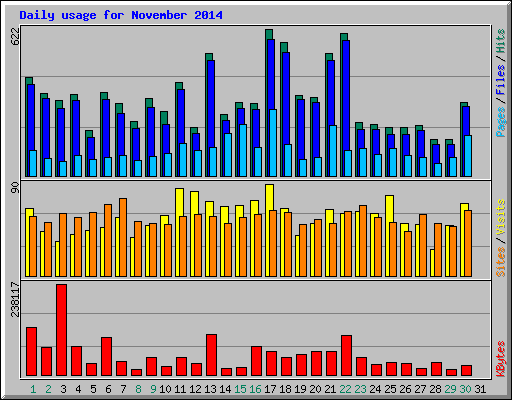 Daily usage for November 2014
622
Pages / Files / Hits
90
Sites / Visits
238117
KBytes
1 2 3 4 5 6 7 8 9 10 11 12 13 14 15 16 17 18 19 20 21 22 23 24 25 26 27 28 29 30 31